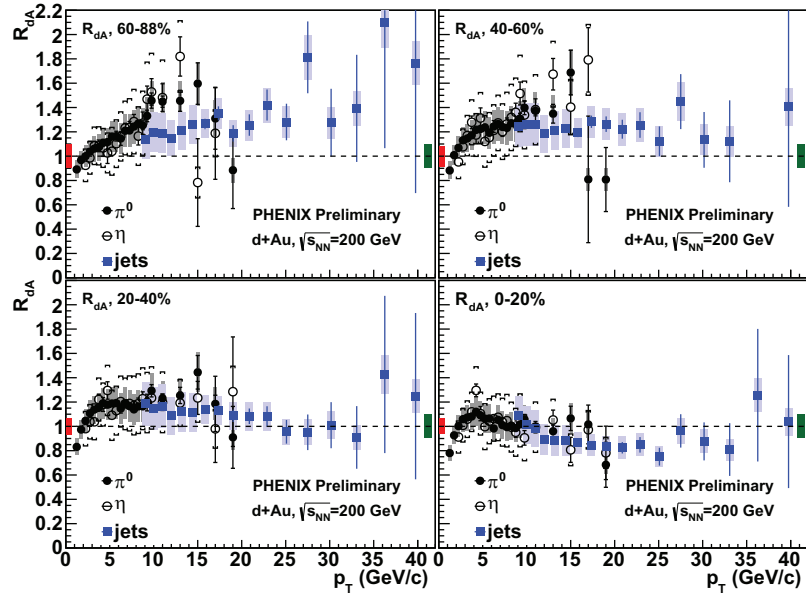 R_dA
2.2
2
1.8
1.6
1.4
1.2
1
0.8
0.6
0.4
0.2
0
R_dA, 60-88%
π⁰
η
jets
PHENIX Preliminary
d+Au, √s_NN=200 GeV
R_dA, 40-60%
π⁰
η
jets
PHENIX Preliminary
d+Au, √s_NN=200 GeV
R_dA
2
1.8
1.6
1.4
1.2
1
0.8
0.6
0.4
0.2
0
R_dA, 20-40%
π⁰
η
jets
PHENIX Preliminary
d+Au, √s_NN=200 GeV
R_dA, 0-20%
π⁰
η
jets
PHENIX Preliminary
d+Au, √s_NN=200 GeV
0 5 10 15 20 25 30 35 40
p_T (GeV/c)
0 5 10 15 20 25 30 35 40
p_T (GeV/c)